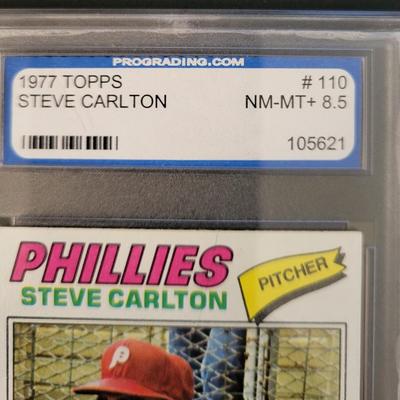 PROGRADING.COM
1977 TOPPS # 110
STEVE CARLTON NM-MT+ 8.5
105621
PHILLIES
PITCHER
STEVE CARLTON
P